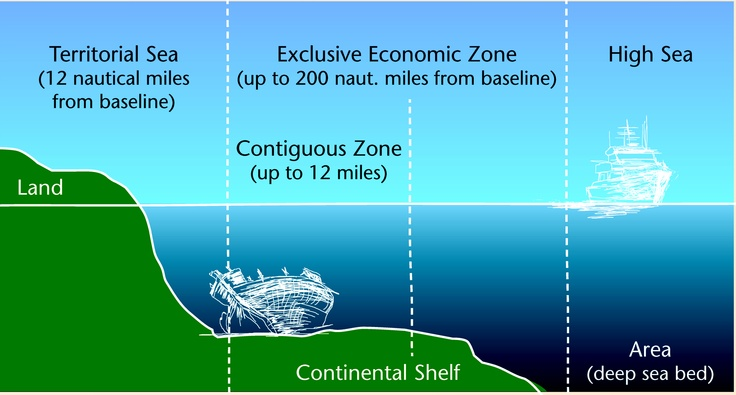 Territorial Sea
(12 nautical miles
from baseline)
Exclusive Economic Zone
(up to 200 naut. miles from baseline)
High Sea
Contiguous Zone
(up to 12 miles)
Land
Continental Shelf
Area
(deep sea bed)